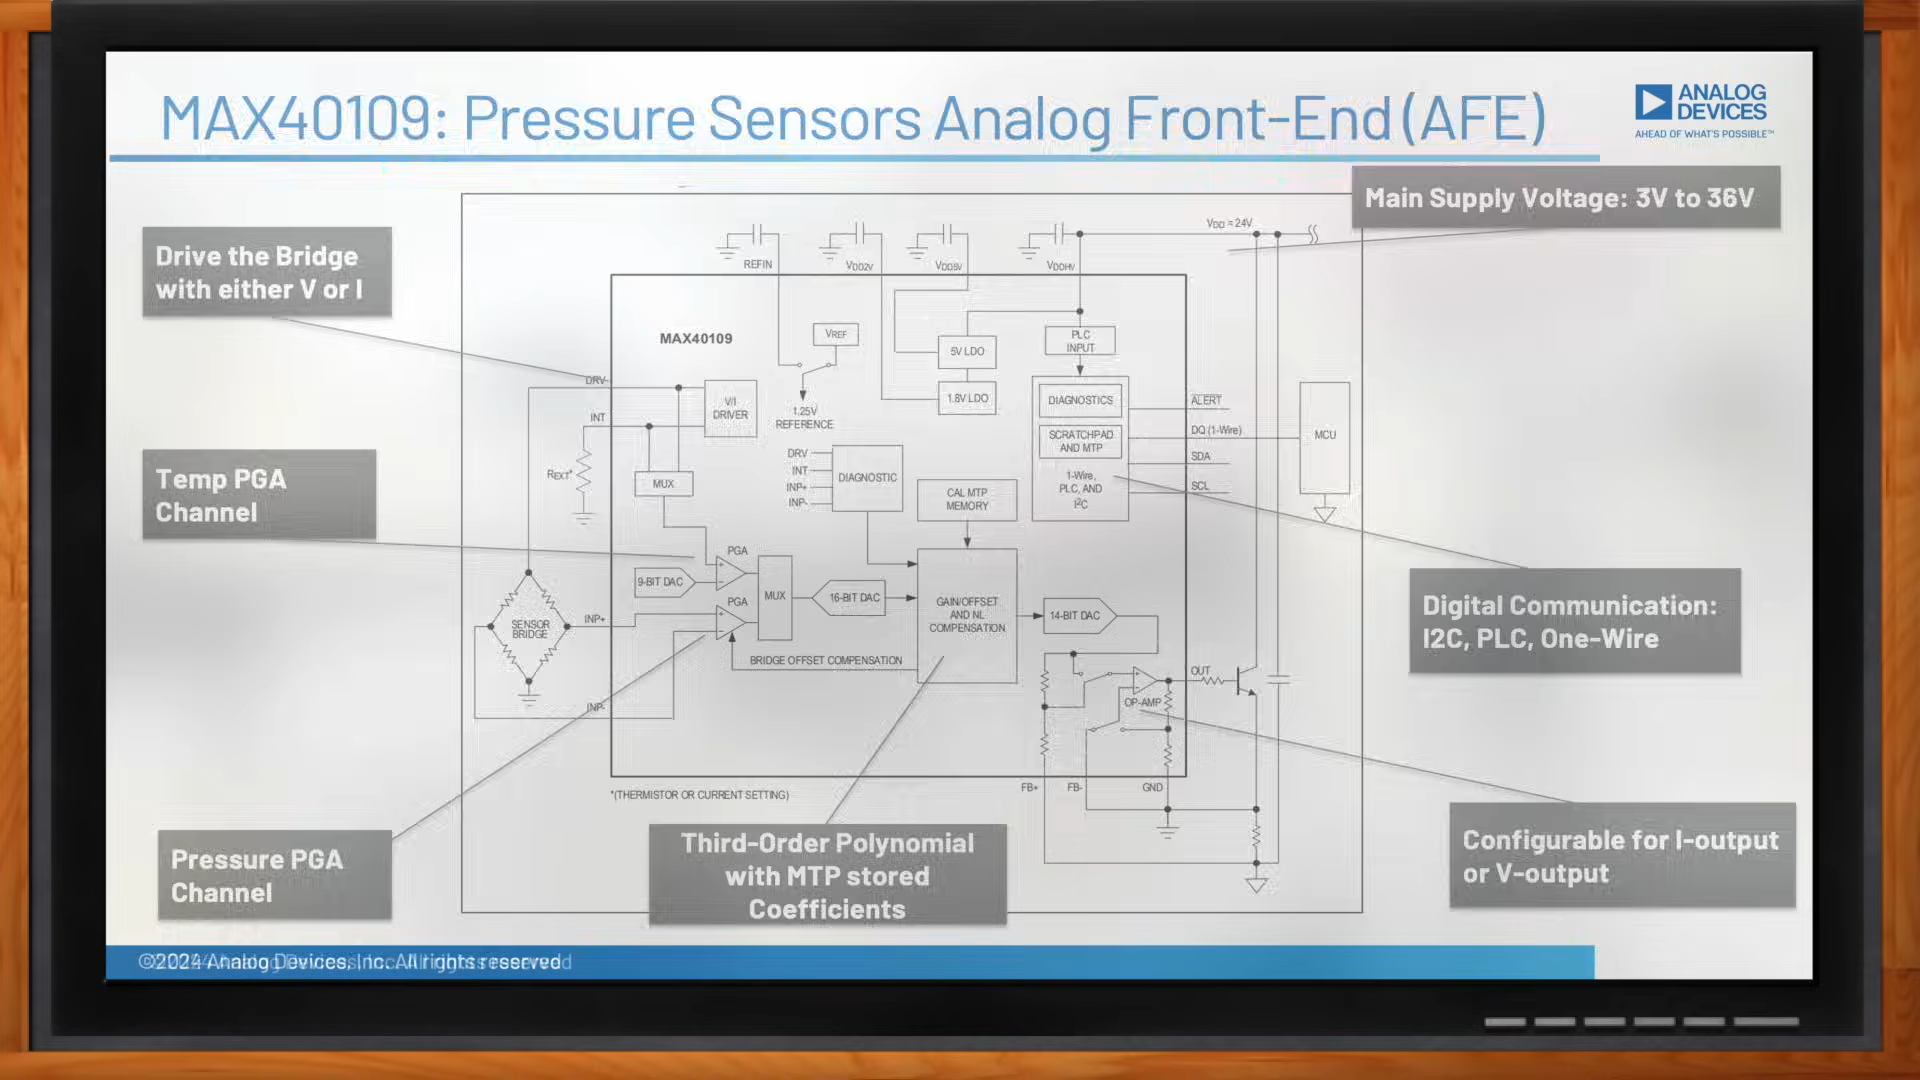 MAX40109: Pressure Sensors Analog Front-End (AFE)
ANALOG
DEVICES
AHEAD OF WHAT'S POSSIBLE™
Main Supply Voltage: 3V to 36V
Drive the Bridge
with either V or I
Temp PGA
Channel
Pressure PGA
Channel
Third-Order Polynomial
with MTP stored
Coefficients
Digital Communication:
I2C, PLC, One-Wire
Configurable for I-output
or V-output
VDD = 24V
REFIN
VDD2V
VDD5V
VDDHV
MAX40109
VREF
1.25V
REFERENCE
5V LDO
1.8V LDO
PLC
INPUT
DIAGNOSTICS
SCRATCHPAD
AND MTP
1-Wire,
PLC, AND
I²C
ALERT
DQ (1-Wire)
SDA
SCL
MCU
DRV
INT
V/I
DRIVER
REXT*
MUX
DRV
INT
INP+
INP-
DIAGNOSTIC
CAL MTP
MEMORY
PGA
9-BIT DAC
PGA
MUX
16-BIT DAC
GAIN/OFFSET
AND NL
COMPENSATION
14-BIT DAC
SENSOR
BRIDGE
INP+
INP-
BRIDGE OFFSET COMPENSATION
OUT
OP-AMP
FB+
FB-
GND
*(THERMISTOR OR CURRENT SETTING)
©2024 Analog Devices, Inc. All rights reserved